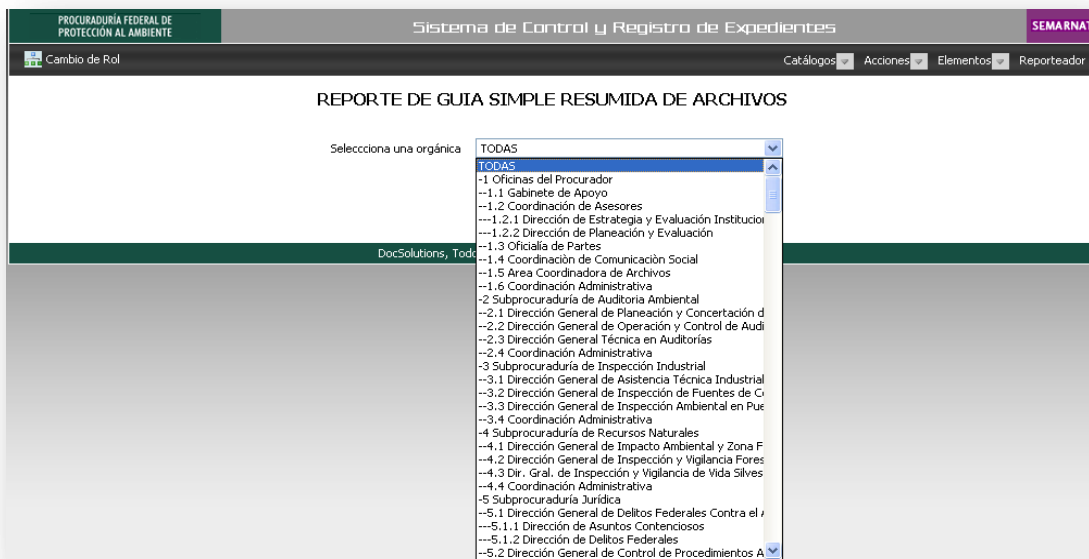 PROCURADURÍA FEDERAL DE
PROTECCIÓN AL AMBIENTE
Sistema de Control y Registro de Expedientes
SEMARNAT
Cambio de Rol
Catálogos Acciones Elementos Reporteador
REPORTE DE GUIA SIMPLE RESUMIDA DE ARCHIVOS
Seleccciona una orgánica TODAS
TODAS
-1 Oficinas del Procurador
--1.1 Gabinete de Apoyo
--1.2 Coordinación de Asesores
---1.2.1 Dirección de Estrategia y Evaluación Institucion
---1.2.2 Dirección de Planeación y Evaluación
--1.3 Oficialía de Partes
--1.4 Coordinaciòn de Comunicaciòn Social
--1.5 Area Coordinadora de Archivos
--1.6 Coordinación Administrativa
-2 Subprocuraduría de Auditoria Ambiental
--2.1 Dirección General de Planeación y Concertación d
--2.2 Dirección General de Operación y Control de Audi
--2.3 Dirección General Técnica en Auditorías
--2.4 Coordinación Administrativa
-3 Subprocuraduría de Inspección Industrial
--3.1 Dirección General de Asistencia Técnica Industrial
--3.2 Dirección General de Inspección de Fuentes de C
--3.3 Dirección General de Inspección Ambiental en Pue
--3.4 Coordinación Administrativa
-4 Subprocuraduría de Recursos Naturales
--4.1 Dirección General de Impacto Ambiental y Zona F
--4.2 Dirección General de Inspección y Vigilancia Fores
--4.3 Dir. Gral. de Inspección y Vigilancia de Vida Silves
--4.4 Coordinación Administrativa
-5 Subprocuraduría Jurídica
--5.1 Dirección General de Delitos Federales Contra el A
---5.1.1 Dirección de Asuntos Contenciosos
---5.1.2 Dirección de Delitos Federales
--5.2 Dirección General de Control de Procedimientos A
DocSolutions, Todo